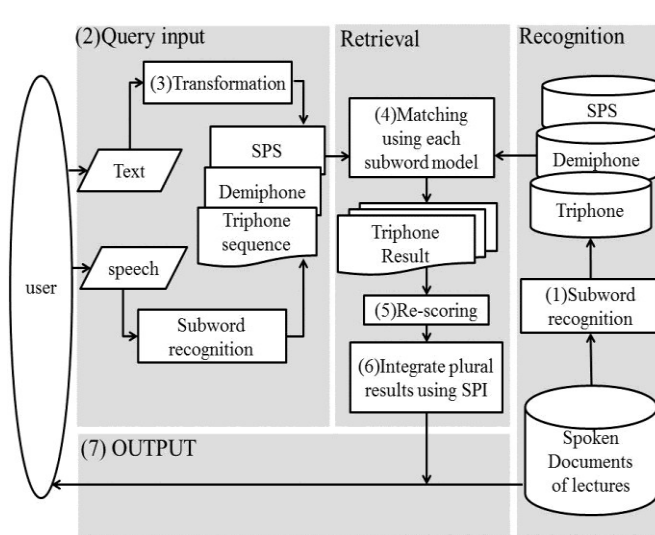 (2)Query input
Retrieval
Recognition
(3)Transformation
Text
SPS
Demiphone
Triphone
sequence
speech
Subword
recognition
user
(4)Matching
using each
subword model
Triphone
Result
(5)Re-scoring
(6)Integrate plural
results using SPI
SPS
Demiphone
Triphone
(1)Subword
recognition
Spoken
Documents
of lectures
(7) OUTPUT